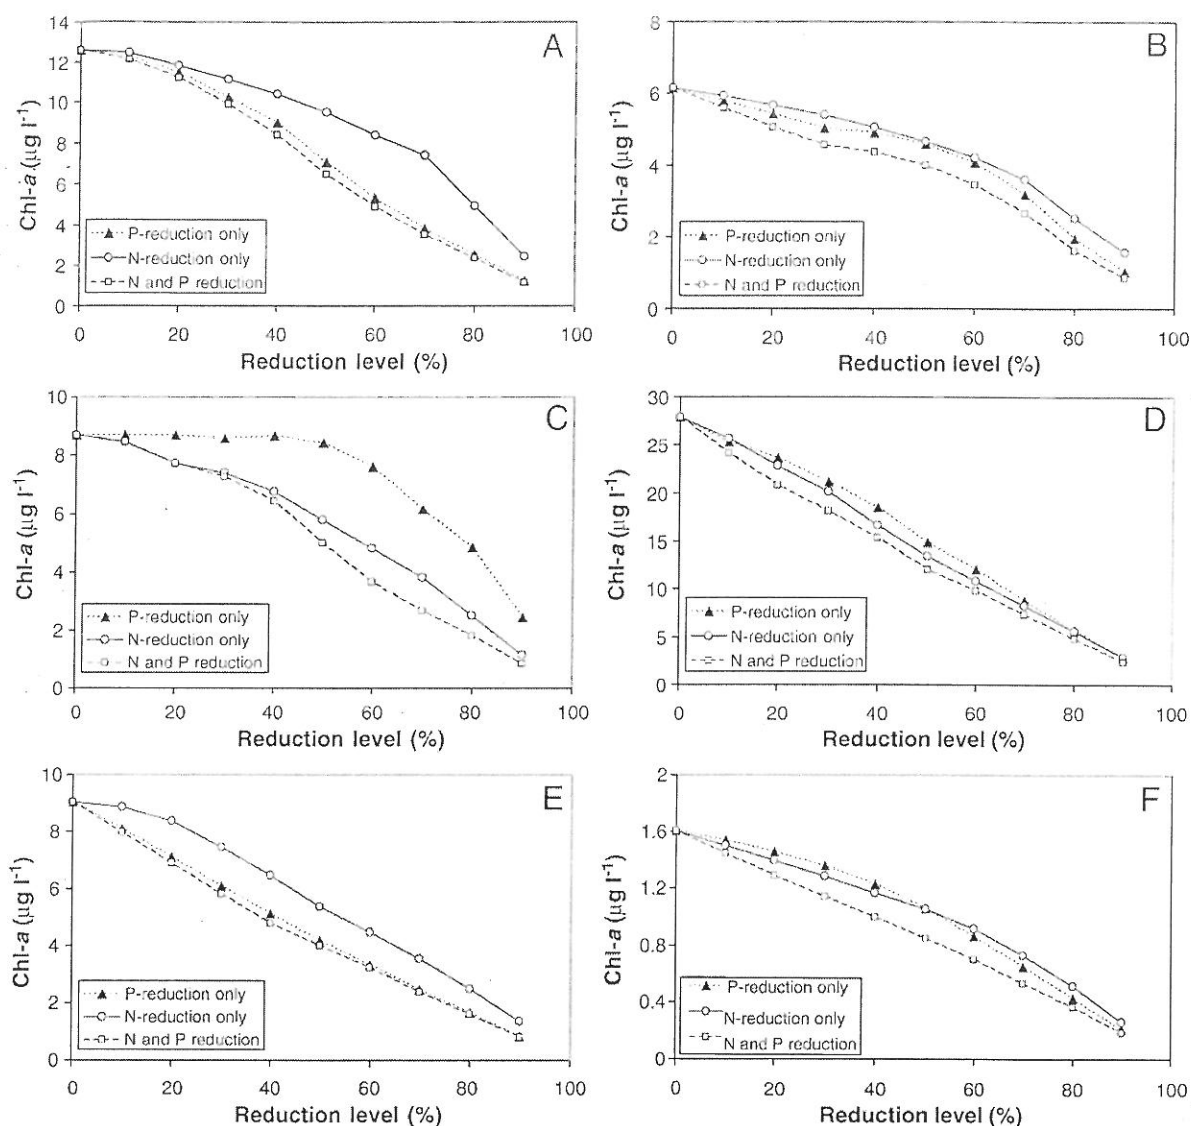 A
14
12
10
8
6
4
2
0
Chl-a (µg l-1)
P-reduction only
N-reduction only
N and P reduction
0 20 40 60 80 100
Reduction level (%)
B
8
6
4
2
0
Chl-a (µg l-1)
P-reduction only
N-reduction only
N and P reduction
0 20 40 60 80 100
Reduction level (%)
C
10
8
6
4
2
0
Chl-a (µg l-1)
P-reduction only
N-reduction only
N and P reduction
0 20 40 60 80 100
Reduction level (%)
D
30
25
20
15
10
5
0
Chl-a (µg l-1)
P-reduction only
N-reduction only
N and P reduction
0 20 40 60 80 100
Reduction level (%)
E
10
8
6
4
2
0
Chl-a (µg l-1)
P-reduction only
N-reduction only
N and P reduction
0 20 40 60 80 100
Reduction level (%)
F
2
1.6
1.2
0.8
0.4
0
Chl-a (µg l-1)
P-reduction only
N-reduction only
N and P reduction
0 20 40 60 80 100
Reduction level (%)